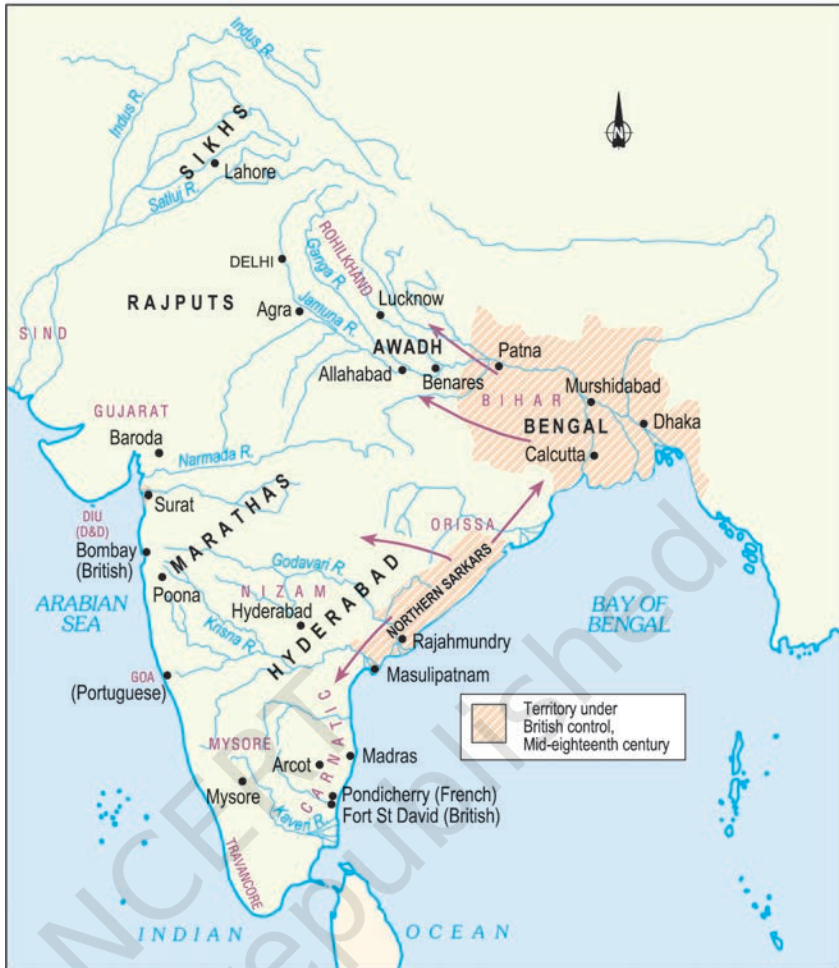 Indus R.
Indus R.
SIKHS
Lahore
Satluj R.
N
DELHI
ROHILKHAND
Ganga R.
RAJPUTS
Agra
Jamuna R.
Lucknow
SIND
AWADH
Patna
Allahabad
Benares
BIHAR
Murshidabad
GUJARAT
BENGAL
Dhaka
Baroda
Calcutta
Narmada R.
Surat
MARATHAS
ORISSA
DIU
(D&D)
Bombay
(British)
Godavari R.
NORTHERN SARKARS
Poona
NIZAM
HYDERABAD
ARABIAN
SEA
Hyderabad
BAY OF
BENGAL
Krisna R.
Rajahmundry
GOA
(Portuguese)
Masulipatnam
Territory under
British control,
Mid-eighteenth century
CARNATIC
MYSORE
Madras
Arcot
Mysore
Pondicherry (French)
Kaveri R.
Fort St David (British)
TRAVANCORE
INDIAN OCEAN
NCERT
republished